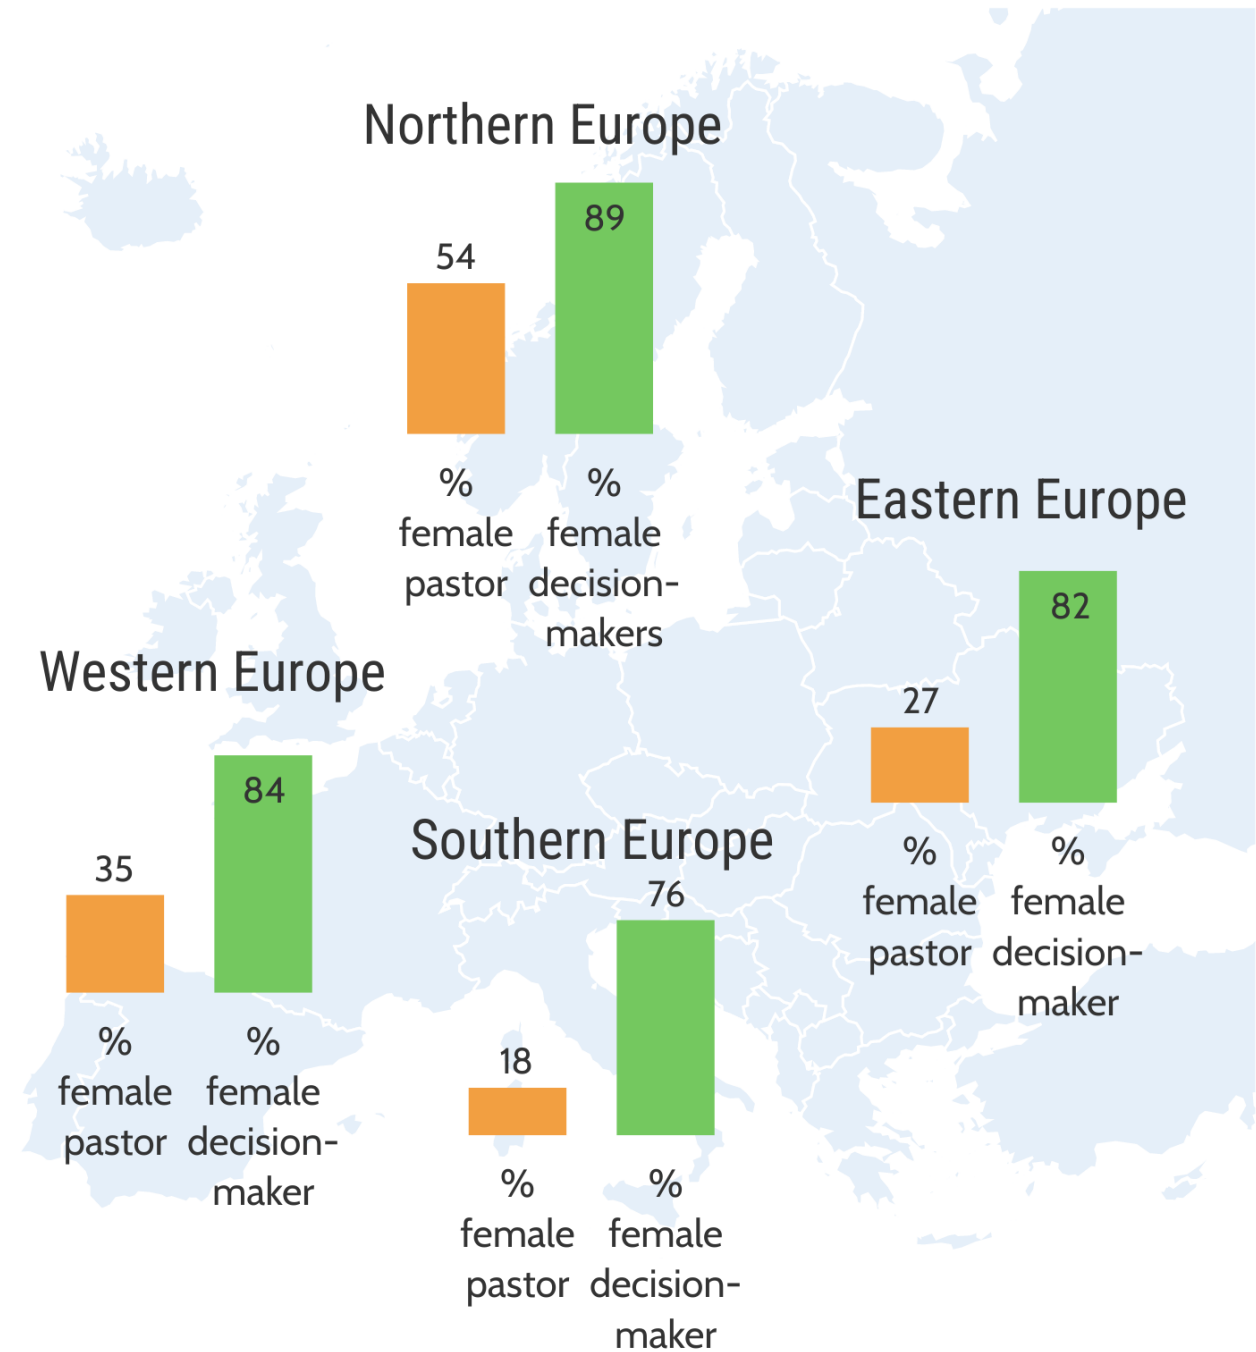 Northern Europe
54
89
%
female
pastor
%
female
decision-
makers
Eastern Europe
27
82
%
female
pastor
%
female
decision-
maker
Western Europe
35
84
%
female
pastor
%
female
decision-
maker
Southern Europe
18
76
%
female
pastor
%
female
decision-
maker